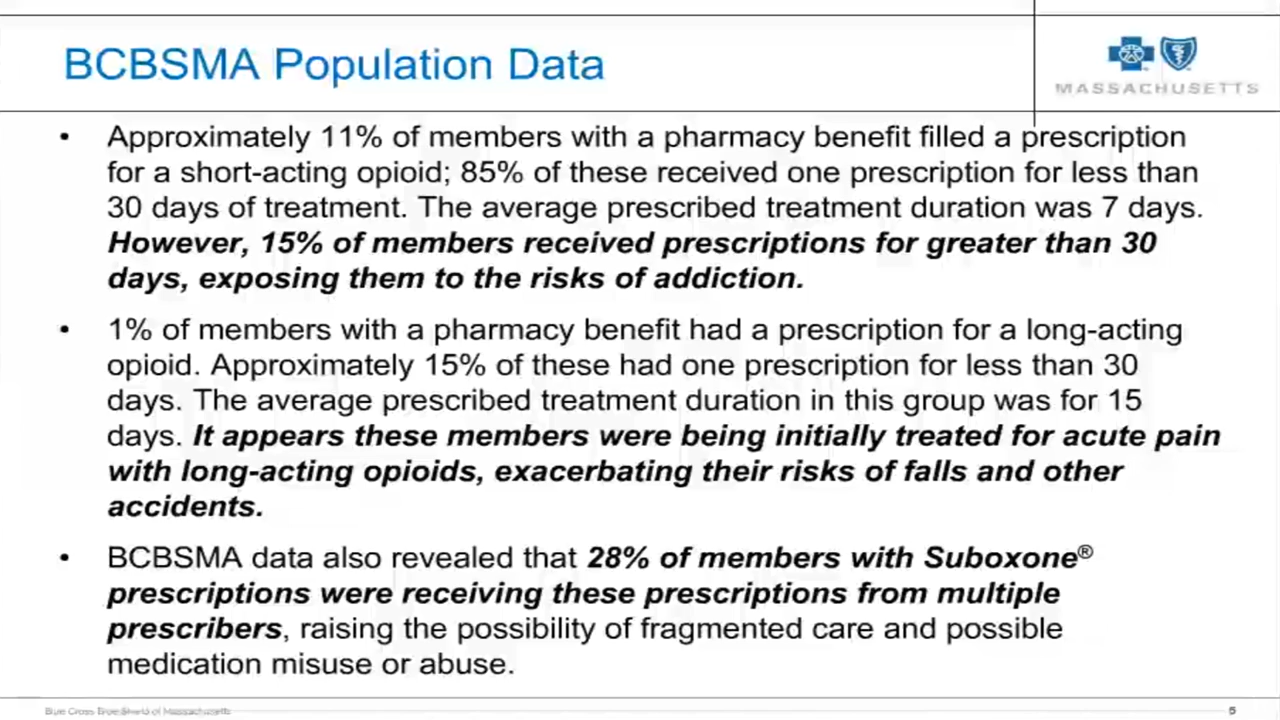 BCBSMA Population Data
MASSACHUSETTS
• Approximately 11% of members with a pharmacy benefit filled a prescription
for a short-acting opioid; 85% of these received one prescription for less than
30 days of treatment. The average prescribed treatment duration was 7 days.
However, 15% of members received prescriptions for greater than 30
days, exposing them to the risks of addiction.
• 1% of members with a pharmacy benefit had a prescription for a long-acting
opioid. Approximately 15% of these had one prescription for less than 30
days. The average prescribed treatment duration in this group was for 15
days. It appears these members were being initially treated for acute pain
with long-acting opioids, exacerbating their risks of falls and other
accidents.
• BCBSMA data also revealed that 28% of members with Suboxone®
prescriptions were receiving these prescriptions from multiple
prescribers, raising the possibility of fragmented care and possible
medication misuse or abuse.
Blue Cross Blue Shield of Massachusetts
5